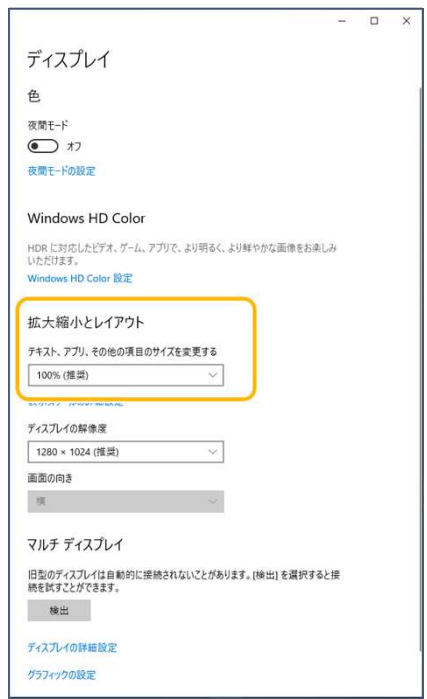 ディスプレイ
色
夜間モード
オフ
夜間モードの設定
Windows HD Color
HDR に対応したビデオ、ゲーム、アプリで、より明るく、より鮮やかな画像をお楽しみ
いただけます。
Windows HD Color 設定
拡大縮小とレイアウト
テキスト、アプリ、その他の項目のサイズを変更する
100% (推奨)
ディスプレイの解像度
1280 × 1024 (推奨)
画面の向き
横
マルチ ディスプレイ
旧型のディスプレイは自動的に接続されないことがあります。[検出] を選択すると接
続を試すことができます。
検出
ディスプレイの詳細設定
グラフィックの設定